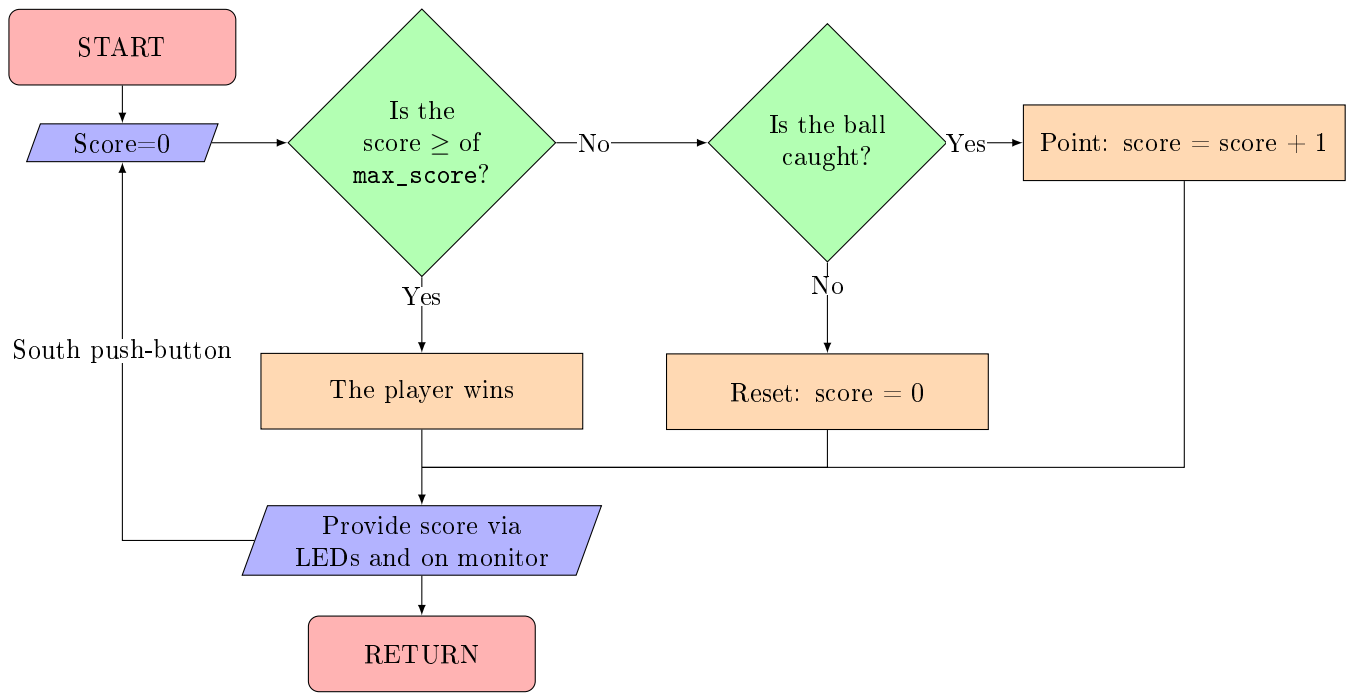 START
Score=0
Is the
score ≥ of
max_score?
No
Is the ball
caught?
Yes
Point: score = score + 1
Yes
No
South push-button
The player wins
Reset: score = 0
Provide score via
LEDs and on monitor
RETURN